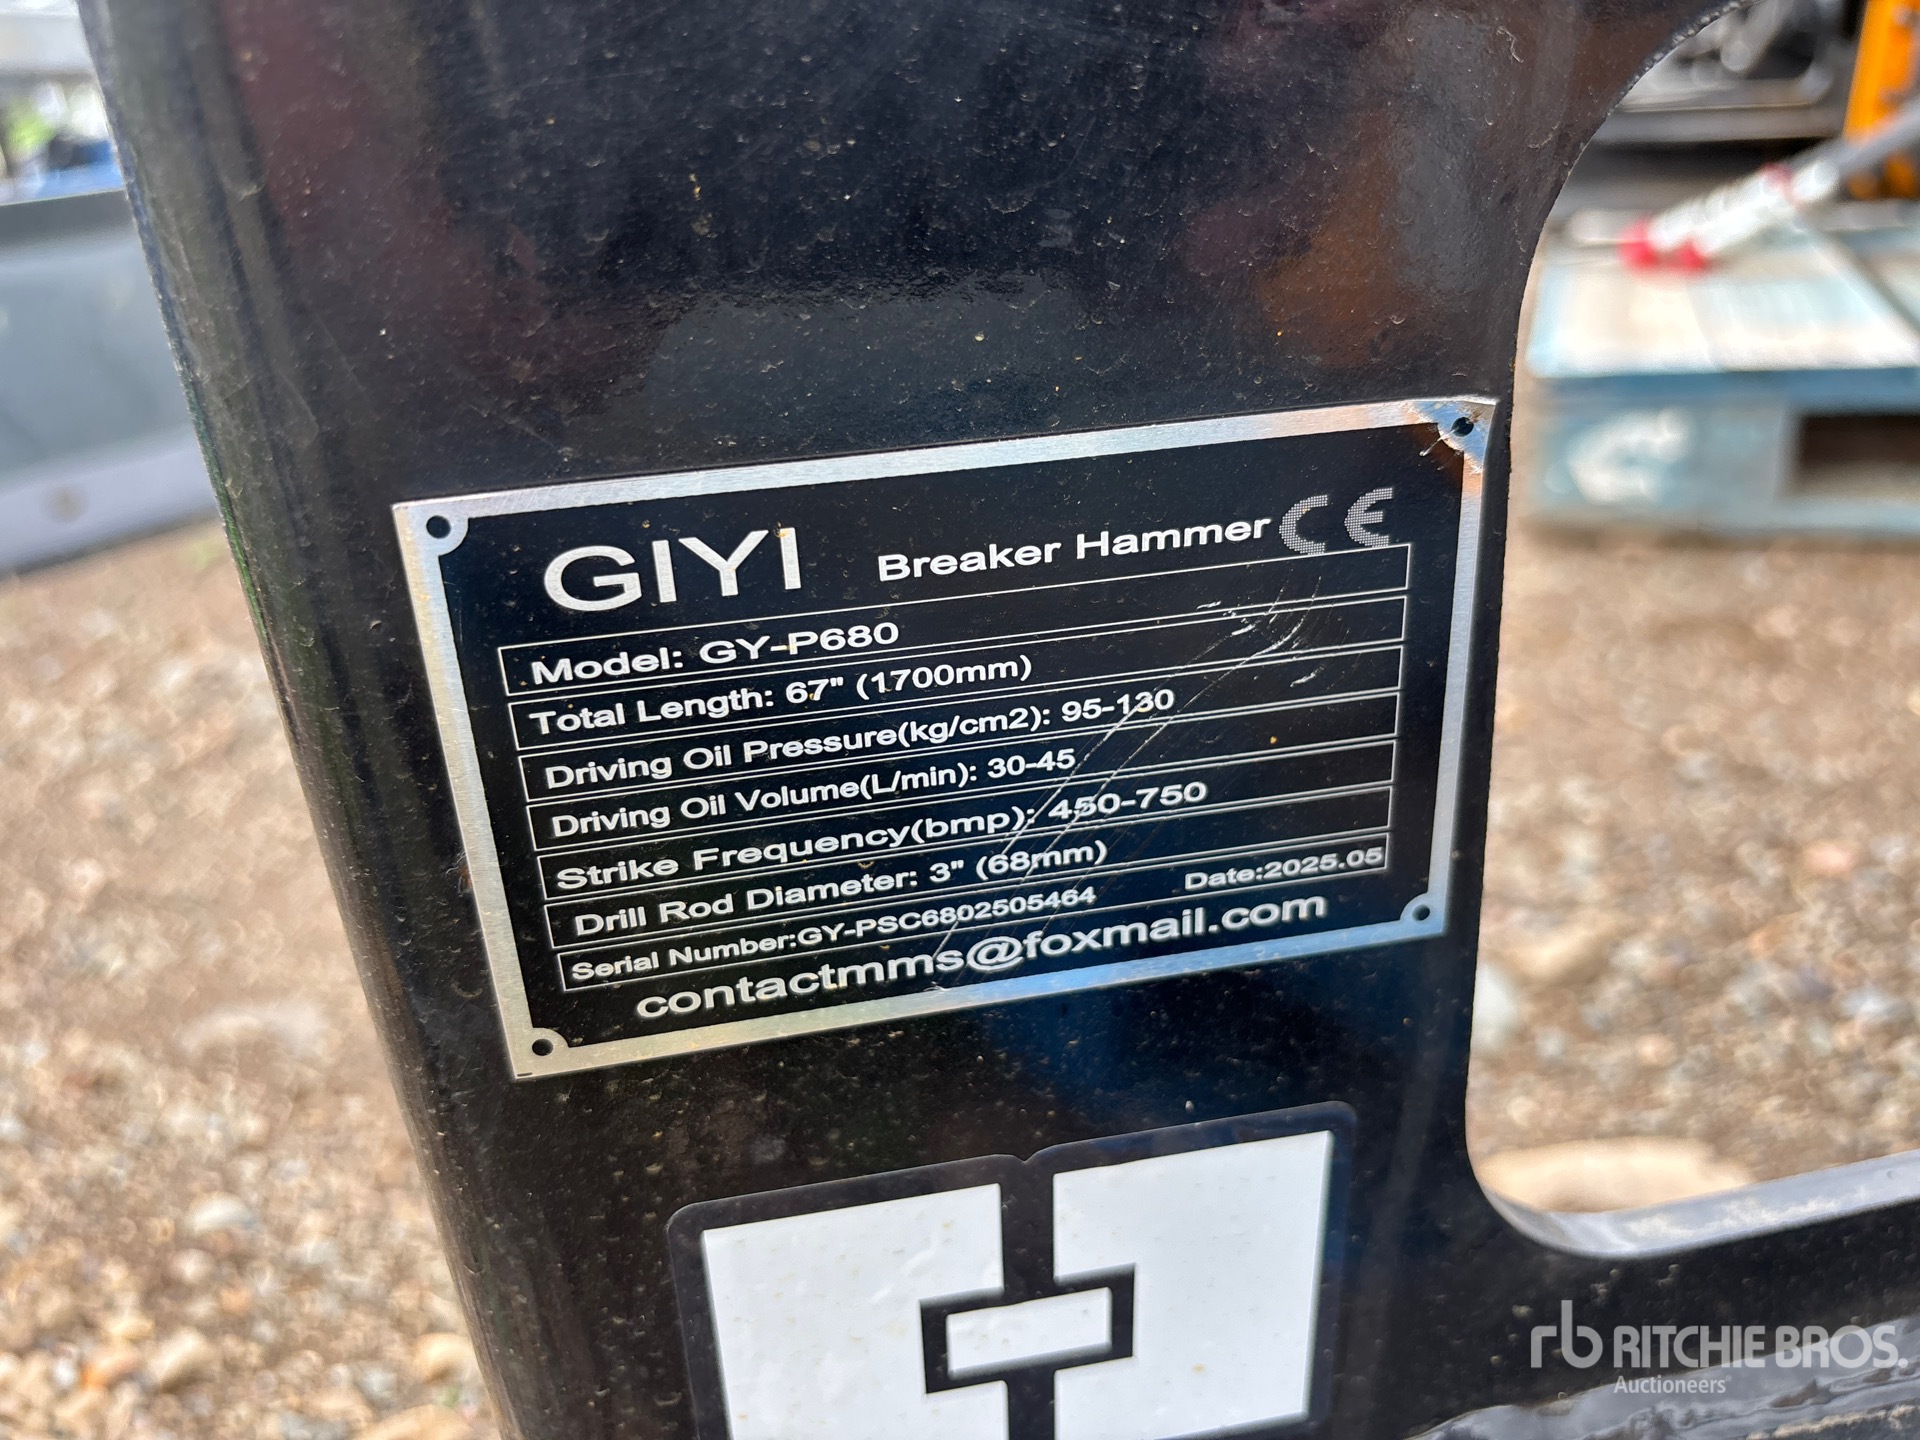 GIYI Breaker Hammer CE
Model: GY-P680
Total Length: 67" (1700mm)
Driving Oil Pressure(kg/cm2): 95-130
Driving Oil Volume(L/min): 30-45
Strike Frequency(bmp): 450-750
Drill Rod Diameter: 3" (68mm)
Serial Number:GY-PSC6802505464 Date:2025.05
contactmms@foxmail.com
rb RITCHIE BROS.
Auctioneers